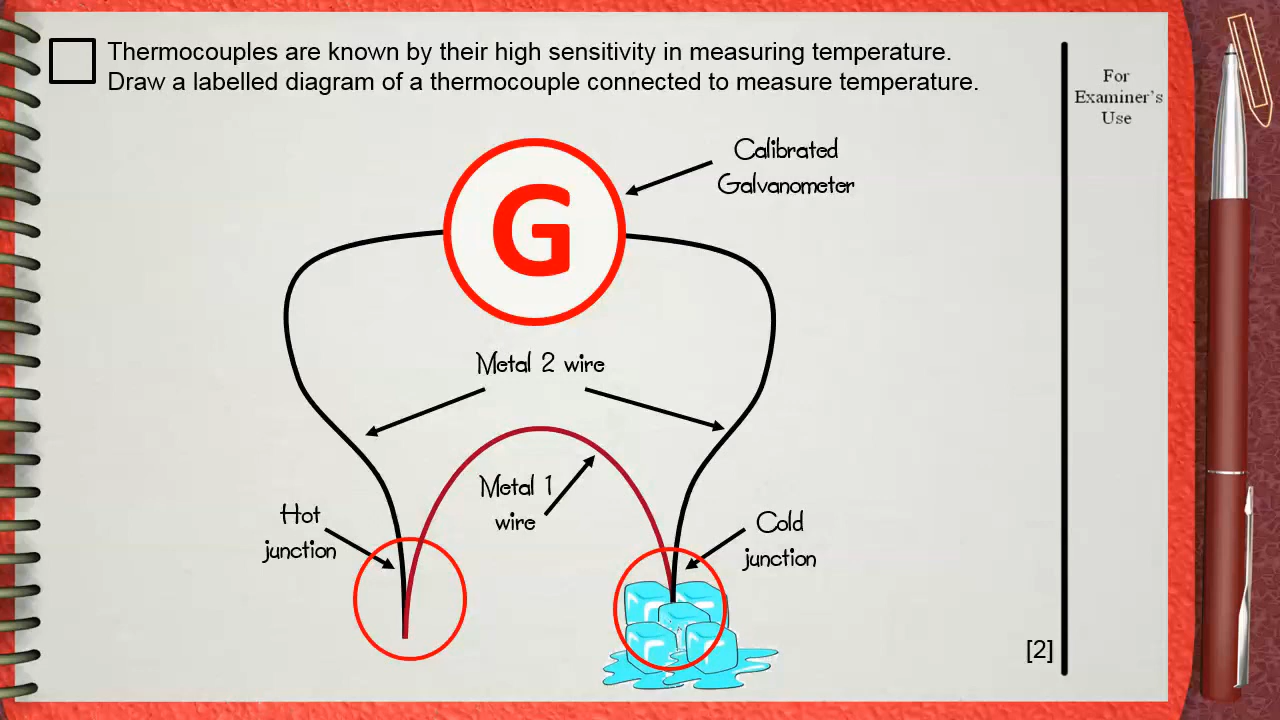 Thermocouples are known by their high sensitivity in measuring temperature.
Draw a labelled diagram of a thermocouple connected to measure temperature.
For
Examiner's
Use
Calibrated
Galvanometer
G
Metal 2 wire
Metal 1
wire
Hot
junction
Cold
junction
[2]